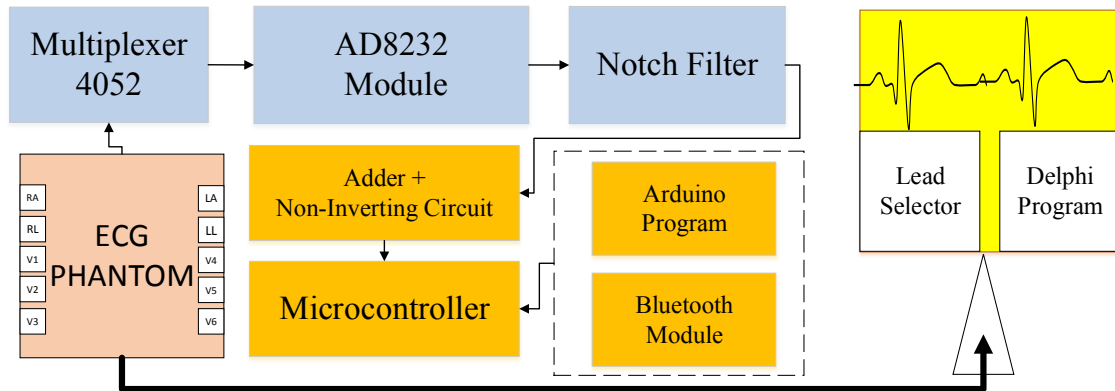 Multiplexer
4052
AD8232
Module
Notch Filter
RA
RL
V1
V2
V3
ECG
PHANTOM
LA
LL
V4
V5
V6
Adder +
Non-Inverting Circuit
Microcontroller
Arduino
Program
Bluetooth
Module
Lead
Selector
Delphi
Program